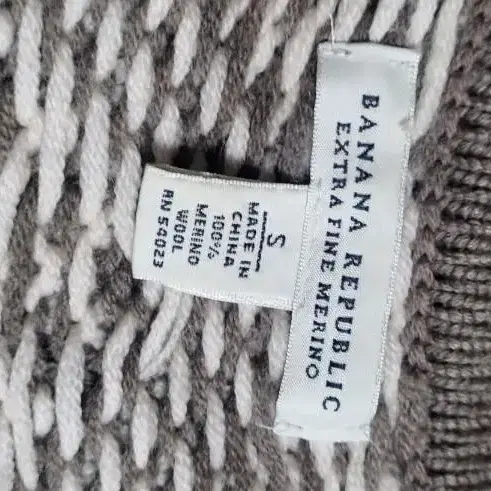 BANANA REPUBLIC
EXTRA FINE MERINO
S
MADE IN
CHINA
100%
MERINO
WOOL
RN 54023